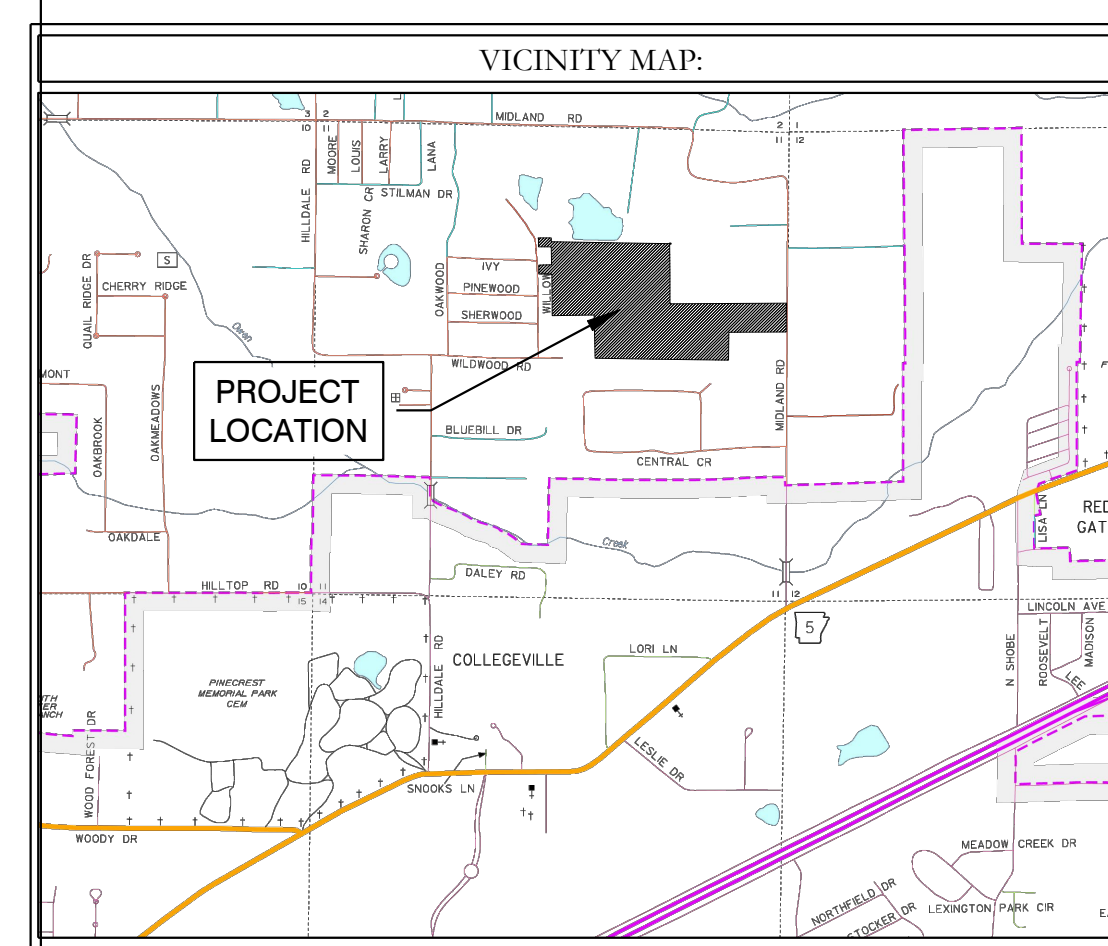 VICINITY MAP:
MIDLAND RD
3 2
10 11
2 1
11 12
HILLDALE RD
MOORE
LOUIS
LARRY
LANA
STILMAN DR
SHARON CR
S
QUAIL RIDGE DR
CHERRY RIDGE
OAKWOOD
IVY
PINEWOOD
SHERWOOD
WILLOW
Owen
WILDWOOD RD
MIDLAND RD
PROJECT
LOCATION
MONT
OAKBROOK
OAKMEADOWS
BLUEBILL DR
CENTRAL CR
OAKDALE
Creek
LISA LN
RED
GAT
DALEY RD
HILLTOP RD
10 11
15 14
11 12
5
LINCOLN AVE
N SHOBE
ROOSEVELT
MADISON
LEE
HILLDALE RD
COLLEGEVILLE
LORI LN
PINECREST
MEMORIAL PARK
CEM
WOOD FOREST DR
LESLIE DR
SNOOKS LN
WOODY DR
MEADOW CREEK DR
NORTHFIELD DR
STOCKER DR
LEXINGTON PARK CIR